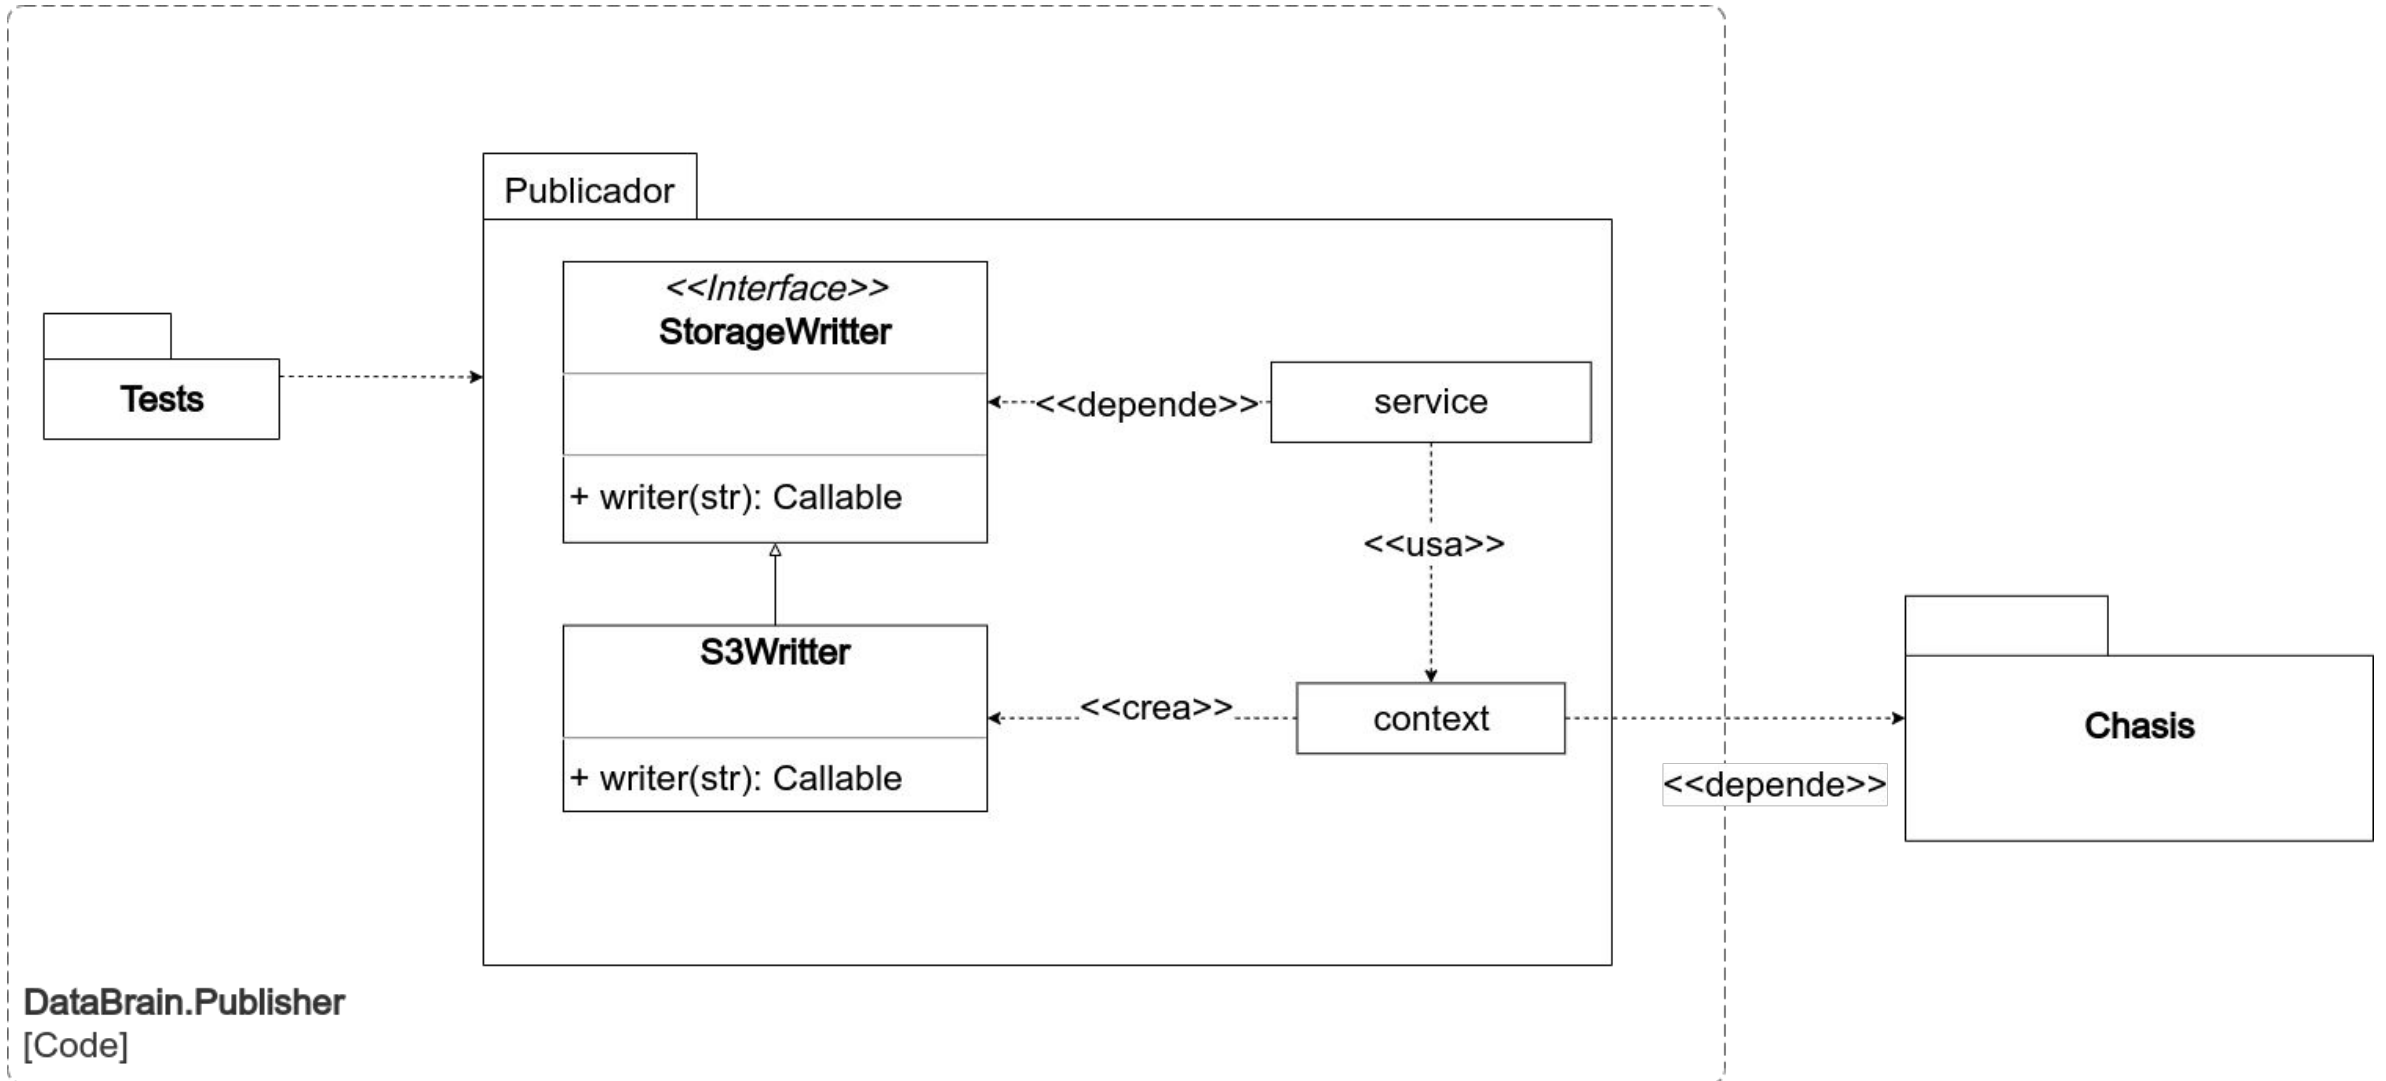 Publicador
<<Interface>>
StorageWritter
+ writer(str): Callable
Tests
<<depende>>
service
<<usa>>
S3Writter
+ writer(str): Callable
<<crea>>
context
<<depende>>
Chasis
DataBrain.Publisher
[Code]